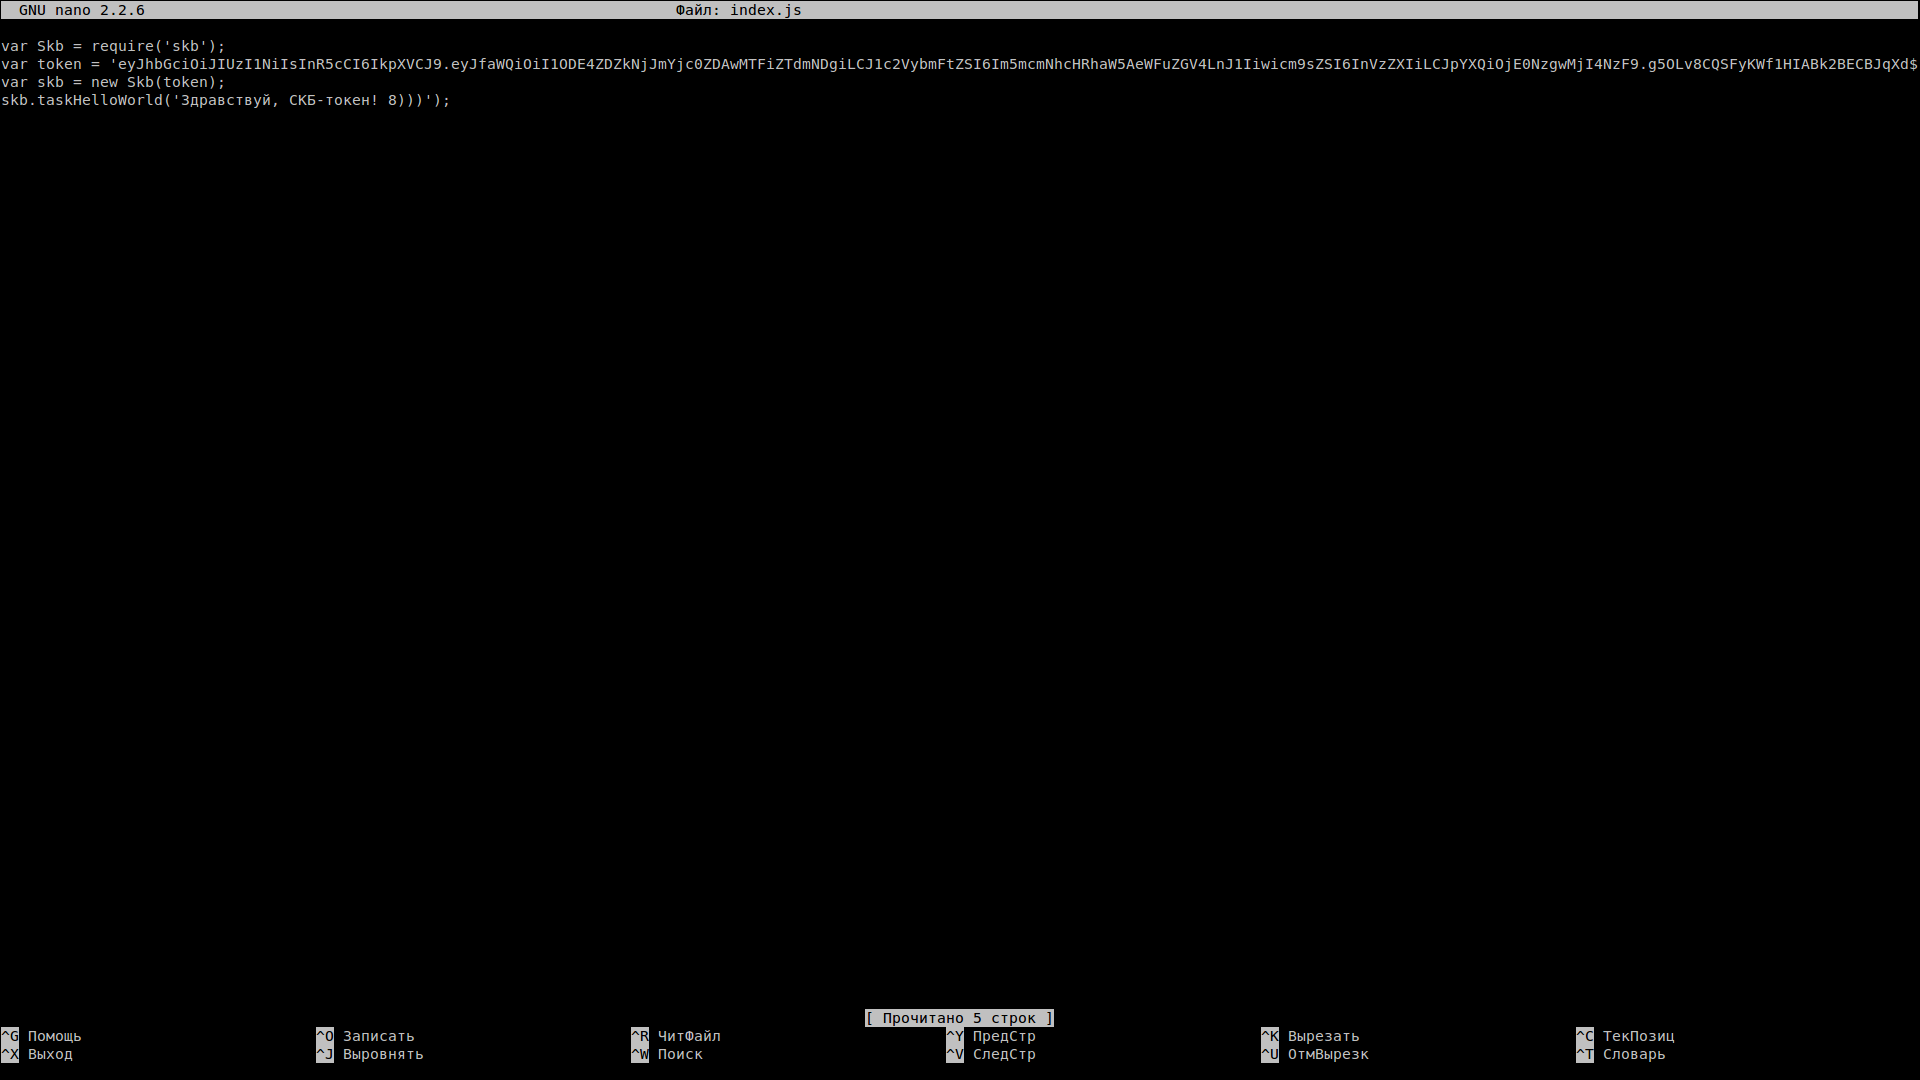 GNU nano 2.2.6 Файл: index.js
var Skb = require('skb');
var token = 'eyJhbGciOiJIUzI1NiIsInR5cCI6IkpXVCJ9.eyJfaWQiOiI1ODE4ZDZkNjJmYjc0ZDAwMTFiZTdmNDgiLCJ1c2VybmFtZSI6Im5mcmNhcHRhaW5AeWFuZGV4LnJ1Iiwicm9sZSI6InVzZXIiLCJpYXQiOjE0NzgwMjI4NzF9.g5OLv8CQSFyKWf1HIABk2BECBJqXd$
var skb = new Skb(token);
skb.taskHelloWorld('Здравствуй, СКБ-токен! 8)))');
[ Прочитано 5 строк ]
^G Помощь ^O Записать ^R ЧитФайл ^Y ПредСтр ^K Вырезать ^C ТекПозиц
^X Выход ^J Выровнять ^W Поиск ^V СледСтр ^U ОтмВырезк ^T Словарь